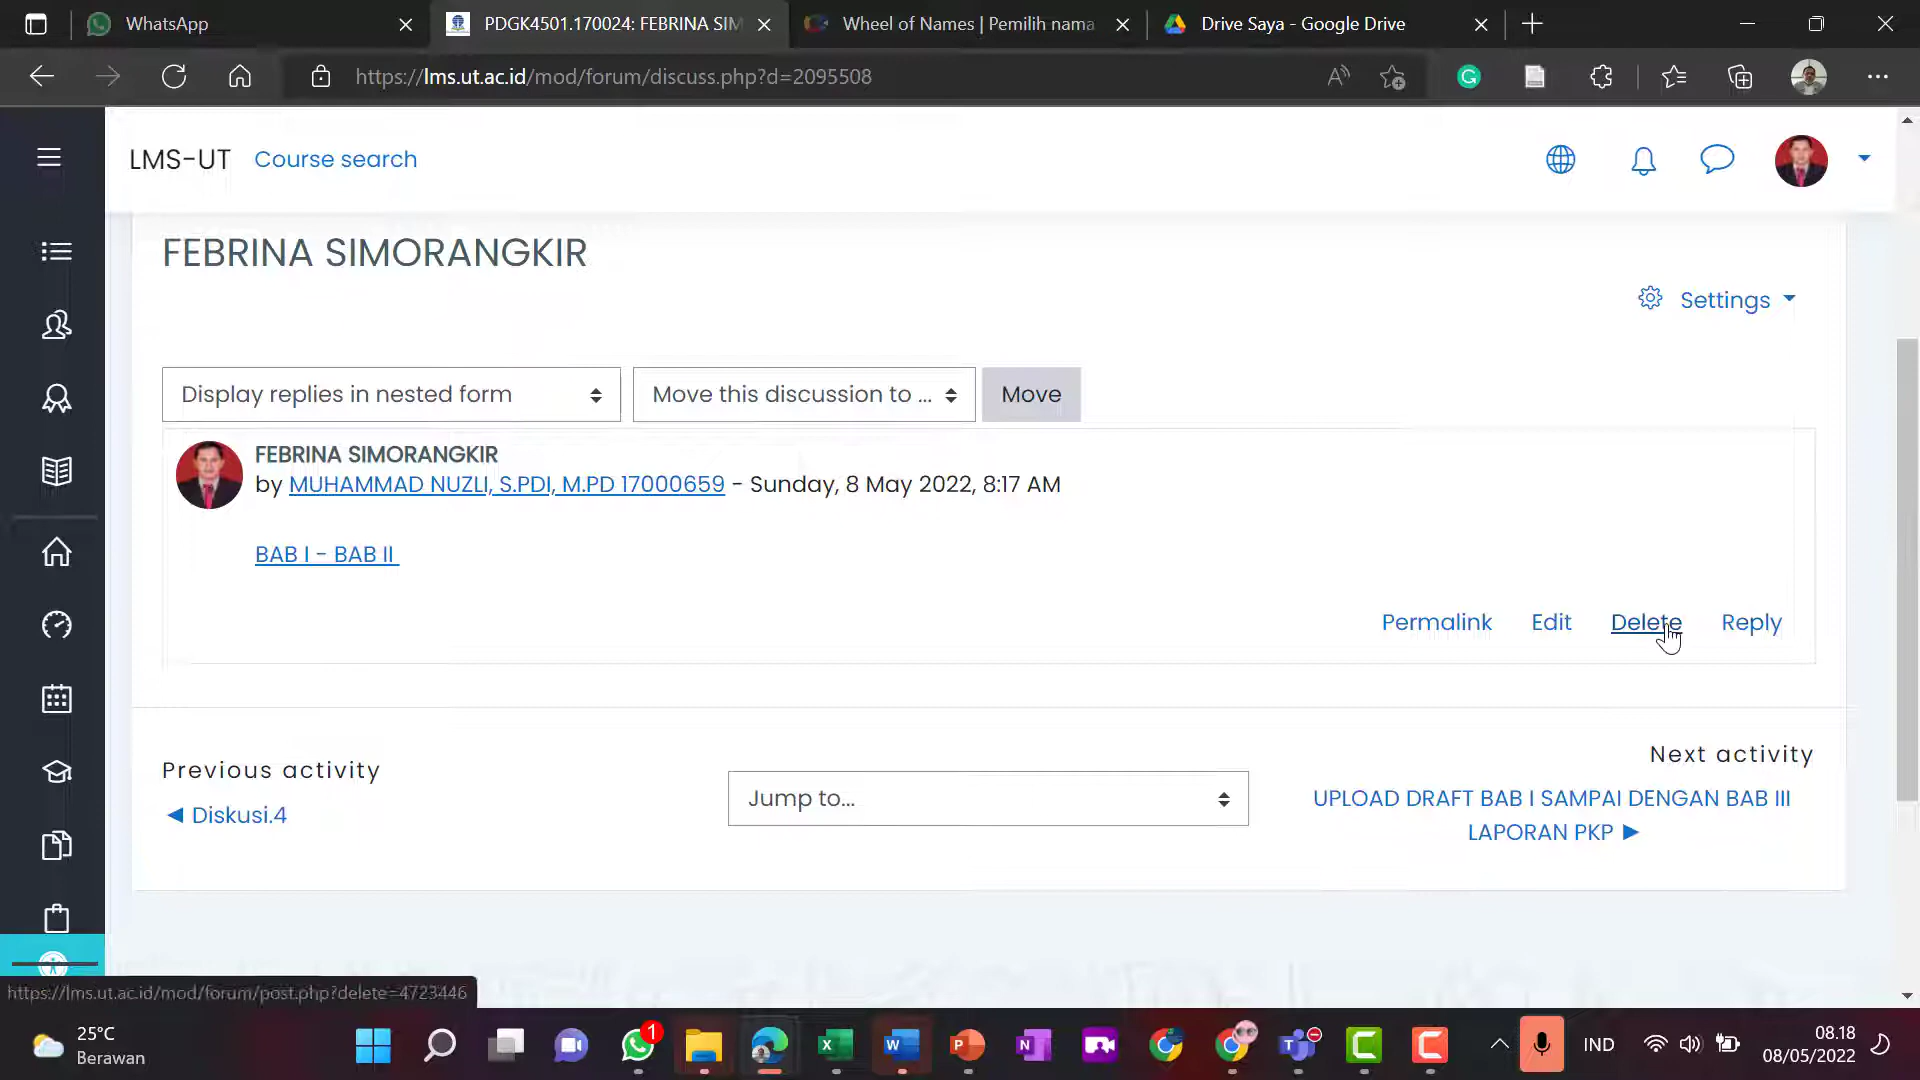 WhatsApp
PDGK4501.170024: FEBRINA SIM
Wheel of Names | Pemilih nama
Drive Saya - Google Drive
https://lms.ut.ac.id/mod/forum/discuss.php?d=2095508
LMS-UT
Course search
FEBRINA SIMORANGKIR
Settings
Display replies in nested form
Move this discussion to ...
Move
FEBRINA SIMORANGKIR
by MUHAMMAD NUZLI, S.PDI, M.PD 17000659 - Sunday, 8 May 2022, 8:17 AM
BAB I - BAB II
Permalink
Edit
Delete
Reply
Previous activity
◀ Diskusi.4
Jump to...
Next activity
UPLOAD DRAFT BAB I SAMPAI DENGAN BAB III
LAPORAN PKP ▶
https://lms.ut.ac.id/mod/forum/post.php?delete=4723446
25°C
Berawan
1
IND
08.18
08/05/2022